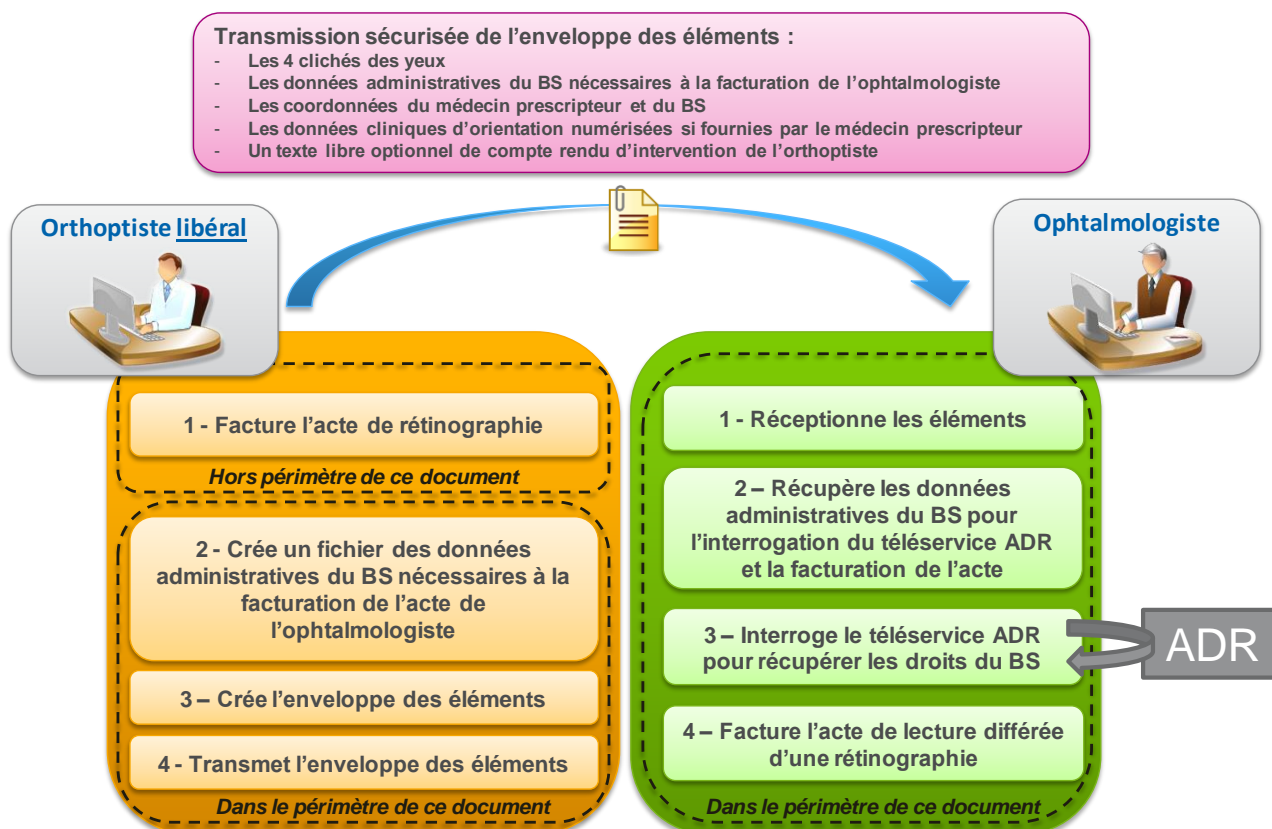 Transmission sécurisée de l’enveloppe des éléments :
- Les 4 clichés des yeux
- Les données administratives du BS nécessaires à la facturation de l’ophtalmologiste
- Les coordonnées du médecin prescripteur et du BS
- Les données cliniques d’orientation numérisées si fournies par le médecin prescripteur
- Un texte libre optionnel de compte rendu d’intervention de l’orthoptiste
Orthoptiste libéral
Ophtalmologiste
1 - Facture l’acte de rétinographie
Hors périmètre de ce document
2 - Crée un fichier des données
administratives du BS nécessaires à la
facturation de l’acte de
l’ophtalmologiste
3 – Crée l’enveloppe des éléments
4 - Transmet l’enveloppe des éléments
Dans le périmètre de ce document
1 - Réceptionne les éléments
2 – Récupère les données
administratives du BS pour
l’interrogation du téléservice ADR
et la facturation de l’acte
3 – Interroge le téléservice ADR
pour récupérer les droits du BS
ADR
4 – Facture l’acte de lecture différée
d’une rétinographie
Dans le périmètre de ce document